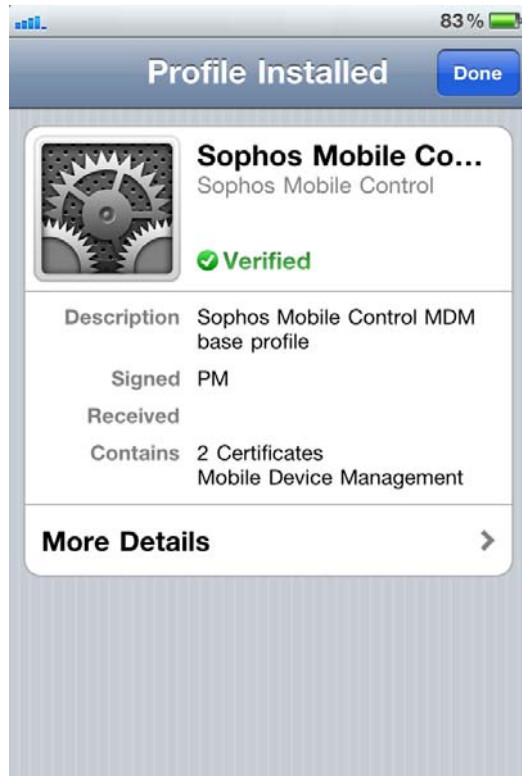 83%
Profile Installed
Done
Sophos Mobile Co...
Sophos Mobile Control
Verified
Description Sophos Mobile Control MDM
base profile
Signed PM
Received
Contains 2 Certificates
Mobile Device Management
More Details